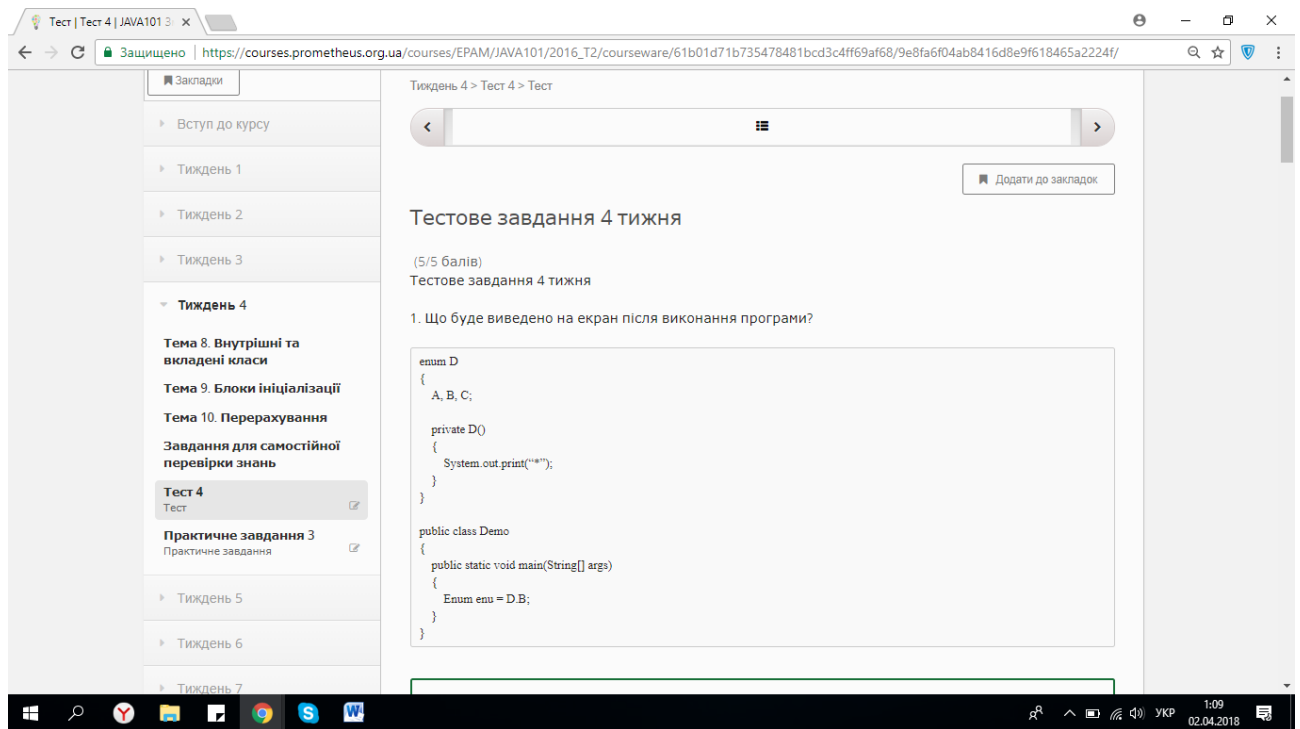 Тест | Тест 4 | JAVA101 З
Защищено | https://courses.prometheus.org.ua/courses/EPAM/JAVA101/2016_T2/courseware/61b01d71b735478481bcd3c4ff69af68/9e8fa6f04ab8416d8e9f618465a2224f/
Закладки
Вступ до курсу
Тиждень 1
Тиждень 2
Тиждень 3
Тиждень 4
Тема 8. Внутрішні та
вкладені класи
Тема 9. Блоки ініціалізації
Тема 10. Перерахування
Завдання для самостійної
перевірки знань
Тест 4
Тест
Практичне завдання 3
Практичне завдання
Тиждень 5
Тиждень 6
Тиждень 7
Тиждень 4 > Тест 4 > Тест
Додати до закладок
Тестове завдання 4 тижня
(5/5 балів)
Тестове завдання 4 тижня
1. Що буде виведено на екран після виконання програми?
enum D
{
A, B, C;
private D()
{
System.out.print(“*”);
}
}
public class Demo
{
public static void main(String[] args)
{
Enum enu = D.B;
}
}
УКР
1:09
02.04.2018